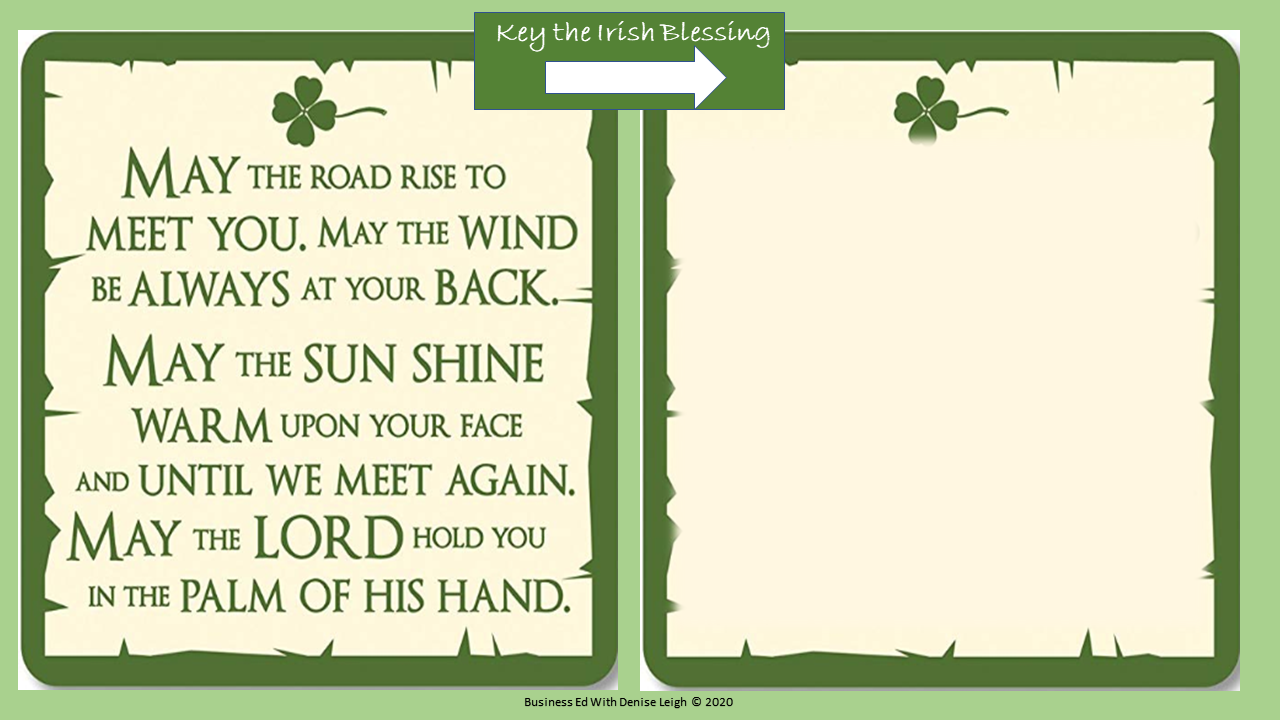 Key the Irish Blessing
MAY THE ROAD RISE TO
MEET YOU. MAY THE WIND
BE ALWAYS AT YOUR BACK.
MAY THE SUN SHINE
WARM UPON YOUR FACE
AND UNTIL WE MEET AGAIN.
MAY THE LORD HOLD YOU
IN THE PALM OF HIS HAND.
Business Ed With Denise Leigh © 2020